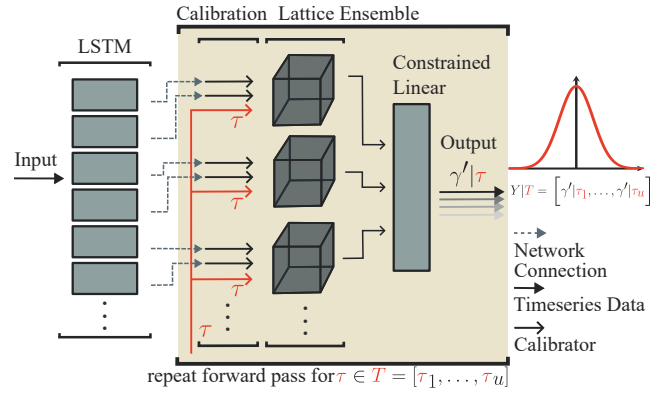 Calibration Lattice Ensemble
LSTM
Constrained
Linear
Input
τ
τ
τ
τ
Output
γ′|τ
Y|T = [γ′|τ₁, . . . , γ′|τᵤ]
Network
Connection
Timeseries Data
Calibrator
repeat forward pass for τ ∈ T = [τ₁, . . . , τᵤ]